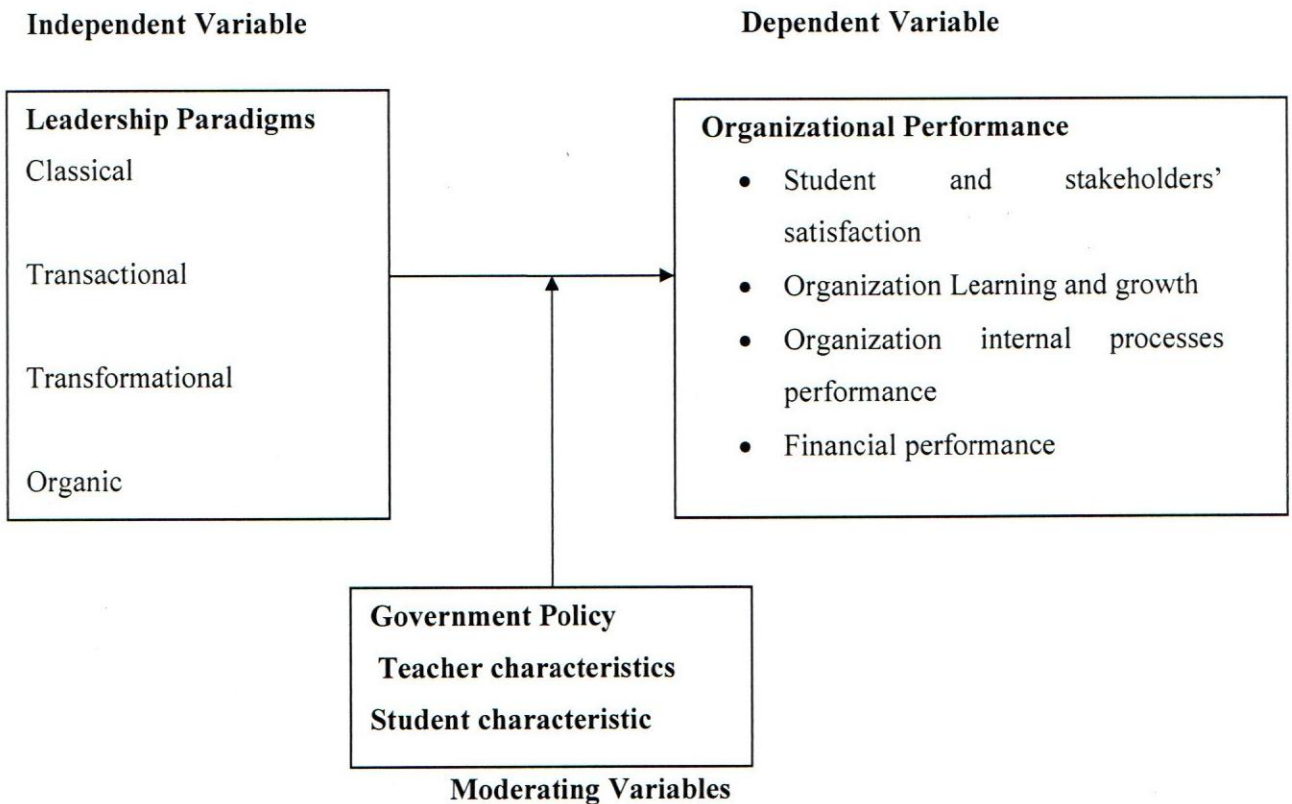 Independent Variable
Dependent Variable
Leadership Paradigms
Classical
Transactional
Transformational
Organic
Organizational Performance
• Student and stakeholders’
satisfaction
• Organization Learning and growth
• Organization internal processes
performance
• Financial performance
Government Policy
Teacher characteristics
Student characteristic
Moderating Variables